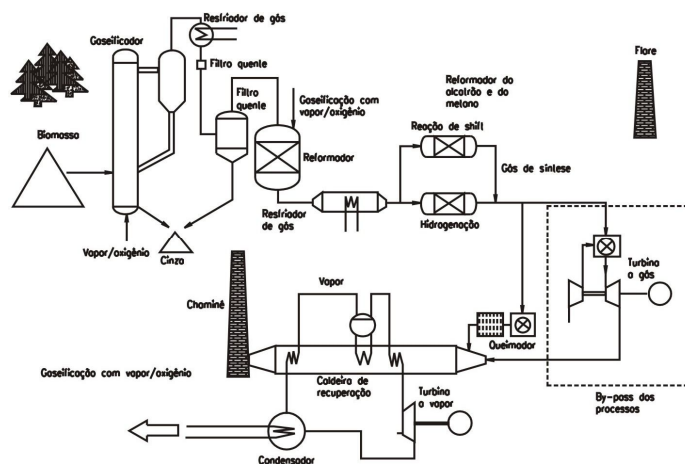 Resfriador de gás
Gaseificador
Flare
Filtro quente
Filtro
quente
Gaseificação com
vapor/oxigênio
Reformador do
alcatrão e do
metano
Biomassa
Reação de shift
Reformador
Gás de síntese
Resfriador
de gás
Hidrogenação
Vapor/oxigênio
Cinza
Vapor
Turbina
a gás
Chaminé
Queimador
Gaseificação com vapor/oxigênio
Caldeira de
recuperação
Turbina
a vapor
By-pass dos
processos
Condensador